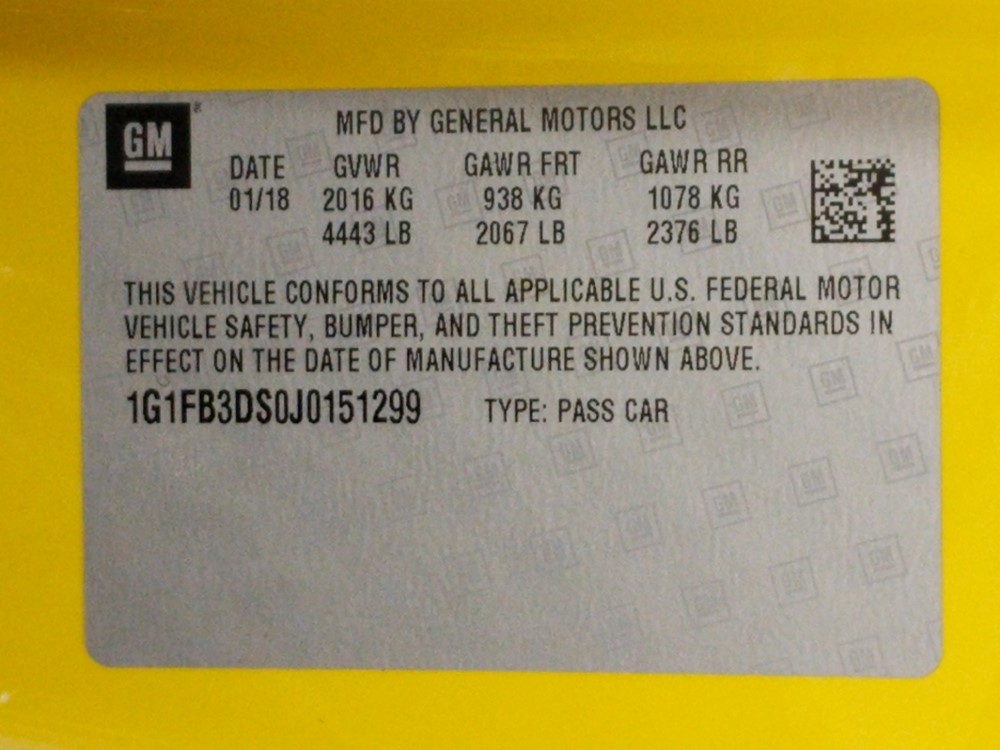 GM
MFD BY GENERAL MOTORS LLC
DATE GVWR GAWR FRT GAWR RR
01/18 2016 KG 938 KG 1078 KG
4443 LB 2067 LB 2376 LB
THIS VEHICLE CONFORMS TO ALL APPLICABLE U.S. FEDERAL MOTOR
VEHICLE SAFETY, BUMPER, AND THEFT PREVENTION STANDARDS IN
EFFECT ON THE DATE OF MANUFACTURE SHOWN ABOVE.
1G1FB3DS0J0151299 TYPE: PASS CAR